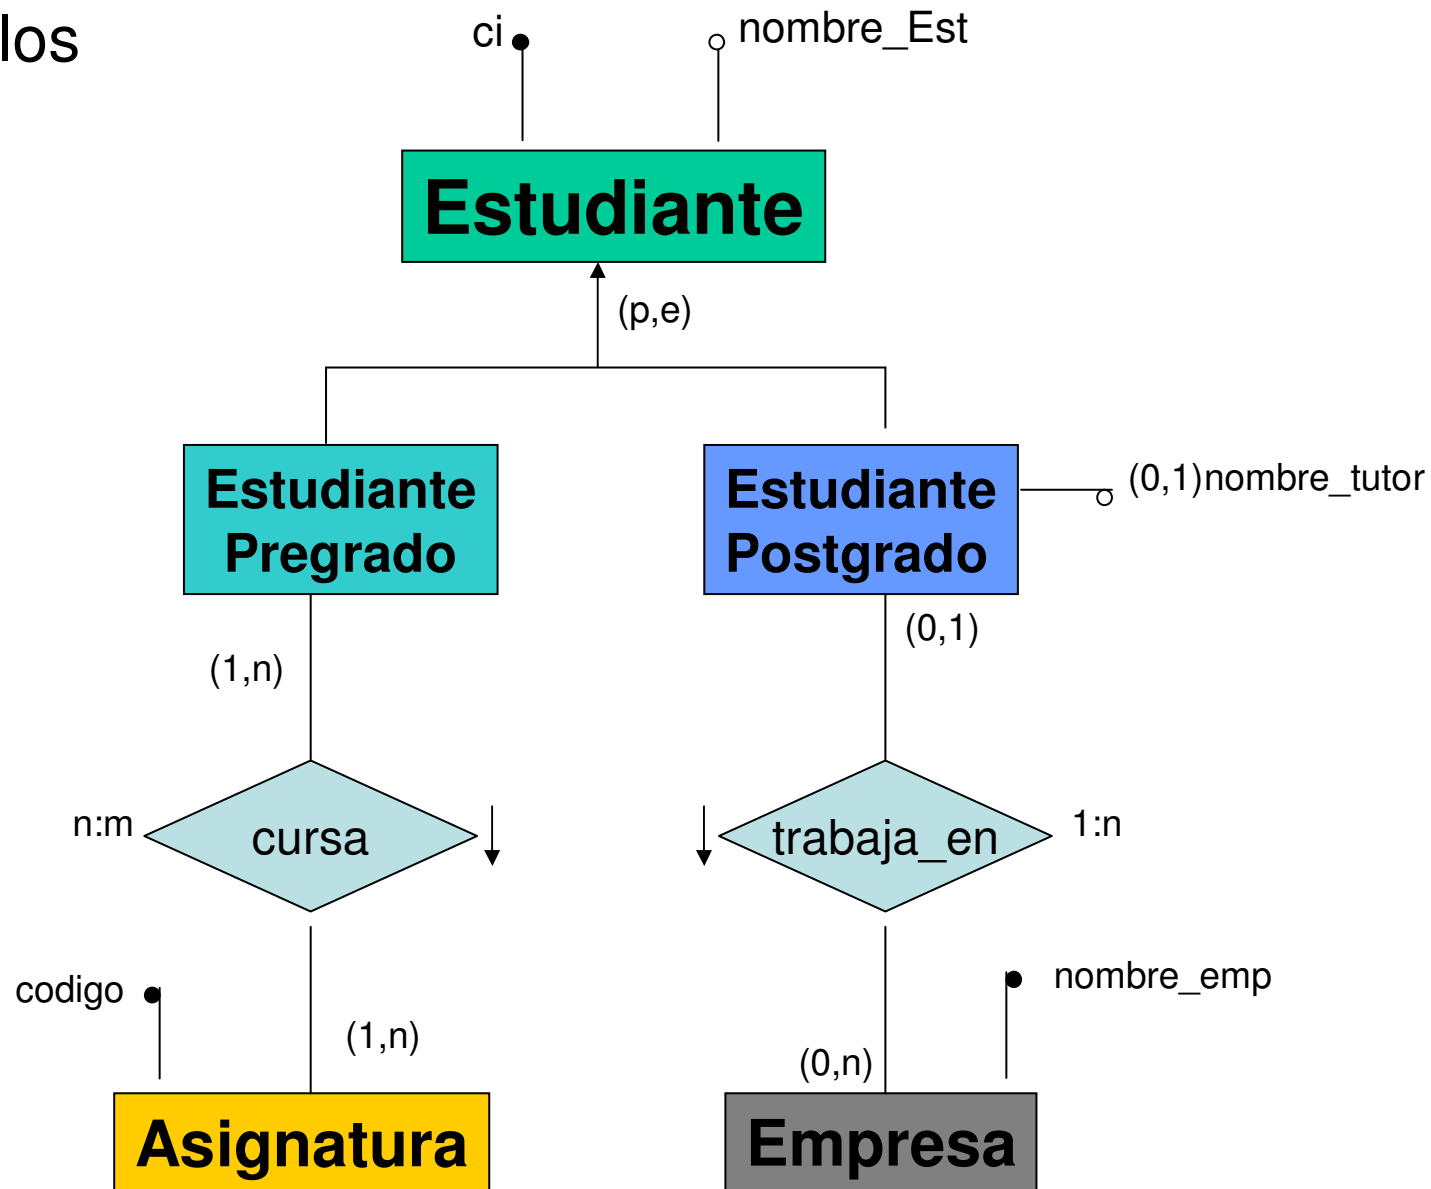 los
ci
nombre_Est
Estudiante
(p,e)
Estudiante
Pregrado
Estudiante
Postgrado
(0,1)nombre_tutor
(1,n)
(0,1)
n:m
cursa
trabaja_en
1:n
codigo
nombre_emp
(1,n)
(0,n)
Asignatura
Empresa